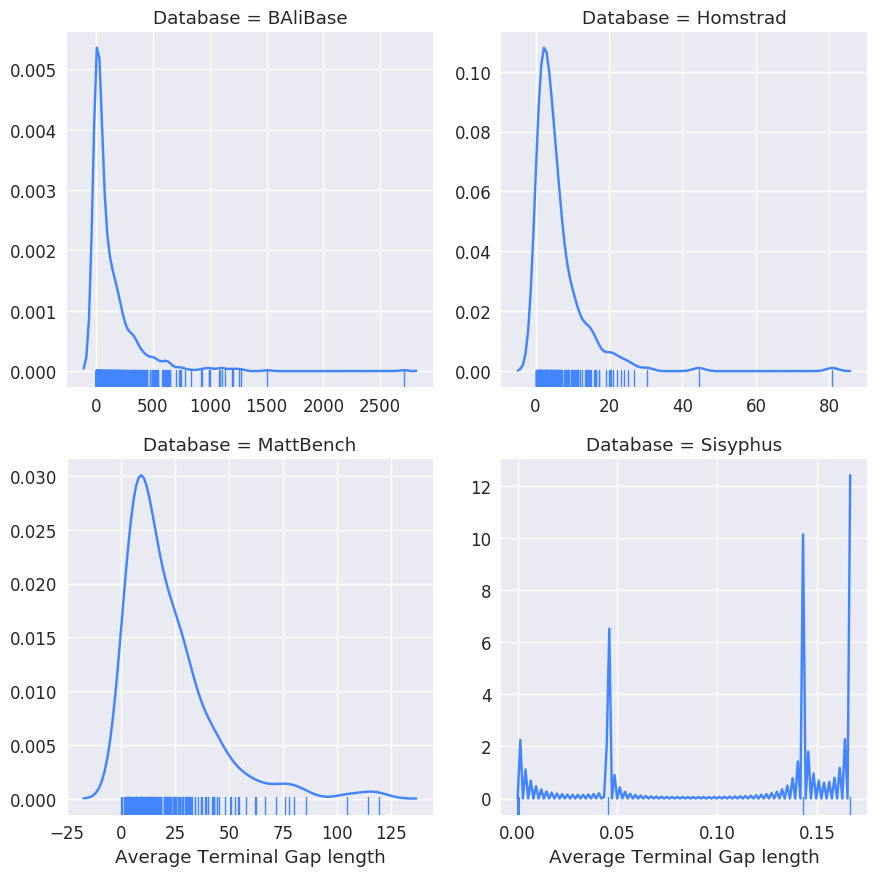 Database = BAliBase
0.005
0.004
0.003
0.002
0.001
0.000
0 500 1000 1500 2000 2500
Database = Homstrad
0.10
0.08
0.06
0.04
0.02
0.00
0 20 40 60 80
Database = MattBench
0.030
0.025
0.020
0.015
0.010
0.005
0.000
−25 0 25 50 75 100 125
Average Terminal Gap length
Database = Sisyphus
12
10
8
6
4
2
0
0.00 0.05 0.10 0.15
Average Terminal Gap length